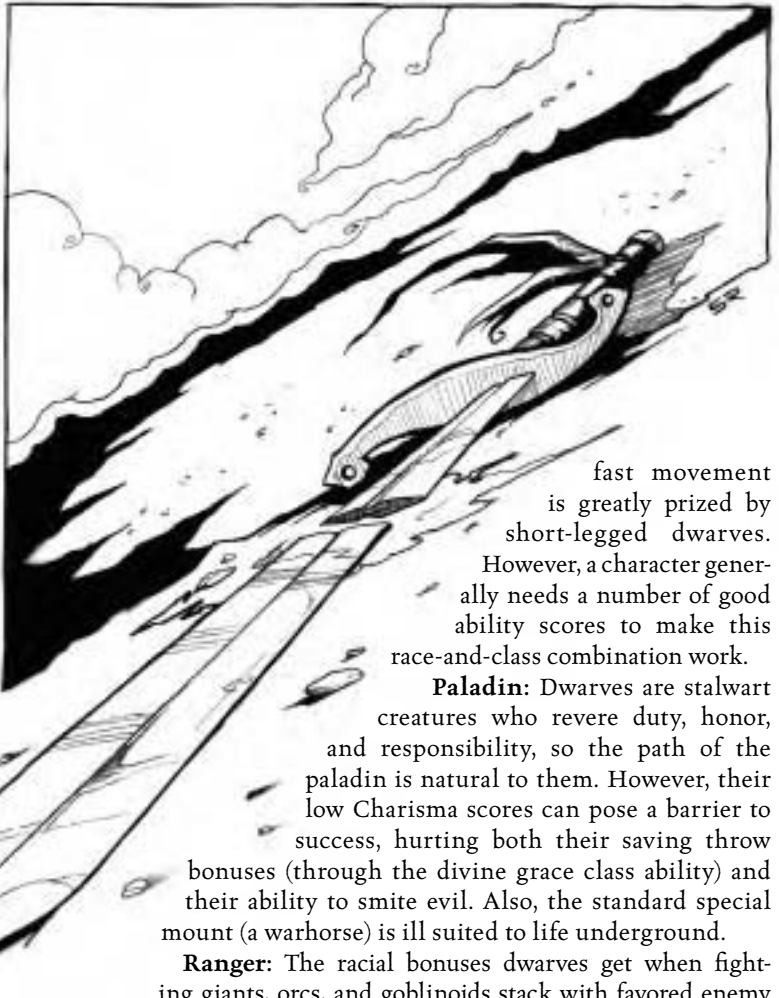 SR
fast movement
is greatly prized by
short-legged dwarves.
However, a character gener-
ally needs a number of good
ability scores to make this
race-and-class combination work.
Paladin: Dwarves are stalwart
creatures who revere duty, honor,
and responsibility, so the path of the
paladin is natural to them. However, their
low Charisma scores can pose a barrier to
success, hurting both their saving throw
bonuses (through the divine grace class ability) and
their ability to smite evil. Also, the standard special
mount (a warhorse) is ill suited to life underground.
Ranger: The racial bonuses dwarves get when fight-
ing giants, orcs, and goblinoids stack with favored enemy